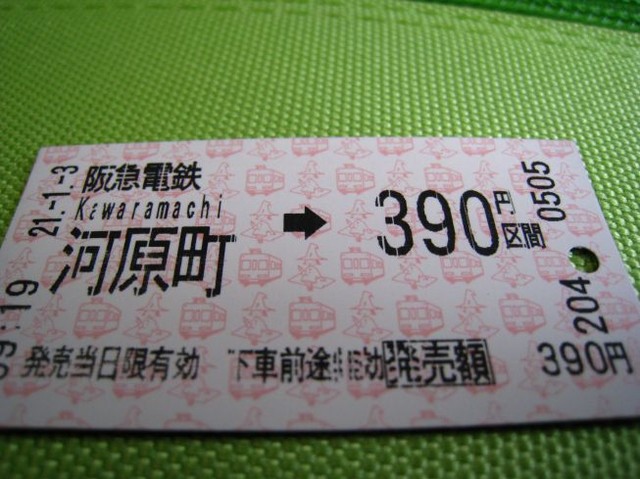 21.-1.-3
阪急電鉄
Kawaramachi
河原町 ➡ 390円区間
0505
204
:19
発売当日限有効 下車前途無効 発売額 390円